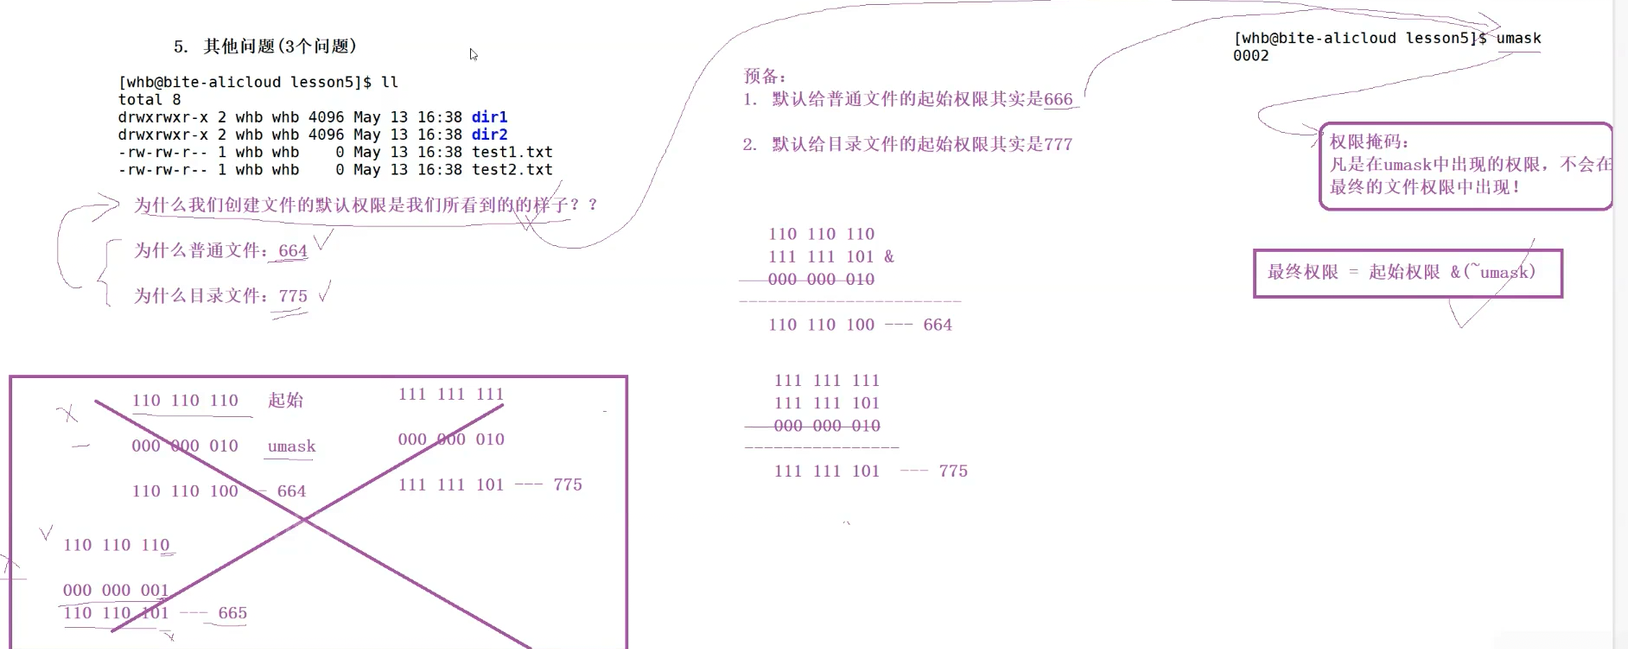 5. 其他问题(3个问题)
[whb@bite-alicloud lesson5]$ ll
total 8
drwxrwxr-x 2 whb whb 4096 May 13 16:38 dir1
drwxrwxr-x 2 whb whb 4096 May 13 16:38 dir2
-rw-rw-r-- 1 whb whb    0 May 13 16:38 test1.txt
-rw-rw-r-- 1 whb whb    0 May 13 16:38 test2.txt
为什么我们创建文件的默认权限是我们所看到的的样子？？
为什么普通文件：664
为什么目录文件：775
110 110 110 起始
000 000 010 umask
110 110 100 - 664
111 111 111
000 000 010
111 111 101 --- 775
110 110 110
000 000 001
110 110 101 --- 665
预备：
1. 默认给普通文件的起始权限其实是666
2. 默认给目录文件的起始权限其实是777
110 110 110
111 111 101 &
000 000 010
-----------------------
110 110 100 --- 664
111 111 111
111 111 101
000 000 010
----------------
111 111 101 --- 775
[whb@bite-alicloud lesson5]$ umask
0002
权限掩码：
凡是在umask中出现的权限，不会在
最终的文件权限中出现！
最终权限 = 起始权限 &(~umask)